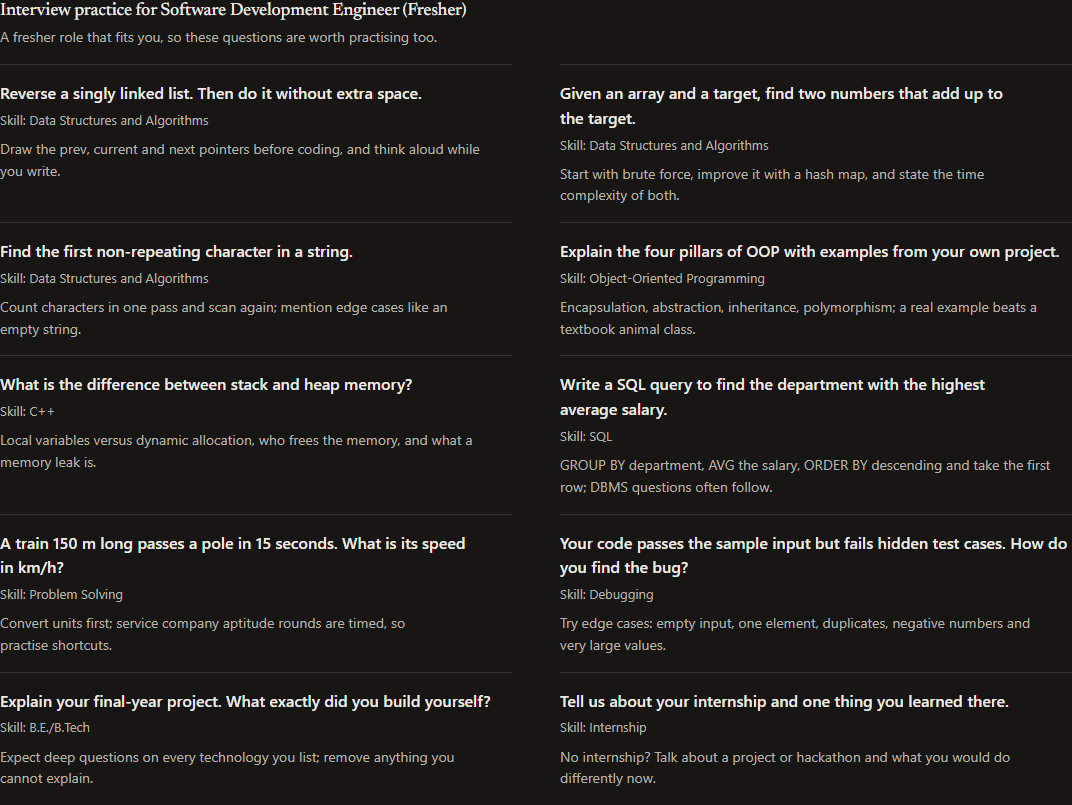 Interview practice for Software Development Engineer (Fresher)
A fresher role that fits you, so these questions are worth practising too.
Reverse a singly linked list. Then do it without extra space.
Skill: Data Structures and Algorithms
Draw the prev, current and next pointers before coding, and think aloud while
you write.
Given an array and a target, find two numbers that add up to
the target.
Skill: Data Structures and Algorithms
Start with brute force, improve it with a hash map, and state the time
complexity of both.
Find the first non-repeating character in a string.
Skill: Data Structures and Algorithms
Count characters in one pass and scan again; mention edge cases like an
empty string.
Explain the four pillars of OOP with examples from your own project.
Skill: Object-Oriented Programming
Encapsulation, abstraction, inheritance, polymorphism; a real example beats a
textbook animal class.
What is the difference between stack and heap memory?
Skill: C++
Local variables versus dynamic allocation, who frees the memory, and what a
memory leak is.
Write a SQL query to find the department with the highest
average salary.
Skill: SQL
GROUP BY department, AVG the salary, ORDER BY descending and take the first
row; DBMS questions often follow.
A train 150 m long passes a pole in 15 seconds. What is its speed
in km/h?
Skill: Problem Solving
Convert units first; service company aptitude rounds are timed, so
practise shortcuts.
Your code passes the sample input but fails hidden test cases. How do
you find the bug?
Skill: Debugging
Try edge cases: empty input, one element, duplicates, negative numbers and
very large values.
Explain your final-year project. What exactly did you build yourself?
Skill: B.E./B.Tech
Expect deep questions on every technology you list; remove anything you
cannot explain.
Tell us about your internship and one thing you learned there.
Skill: Internship
No internship? Talk about a project or hackathon and what you would do
differently now.